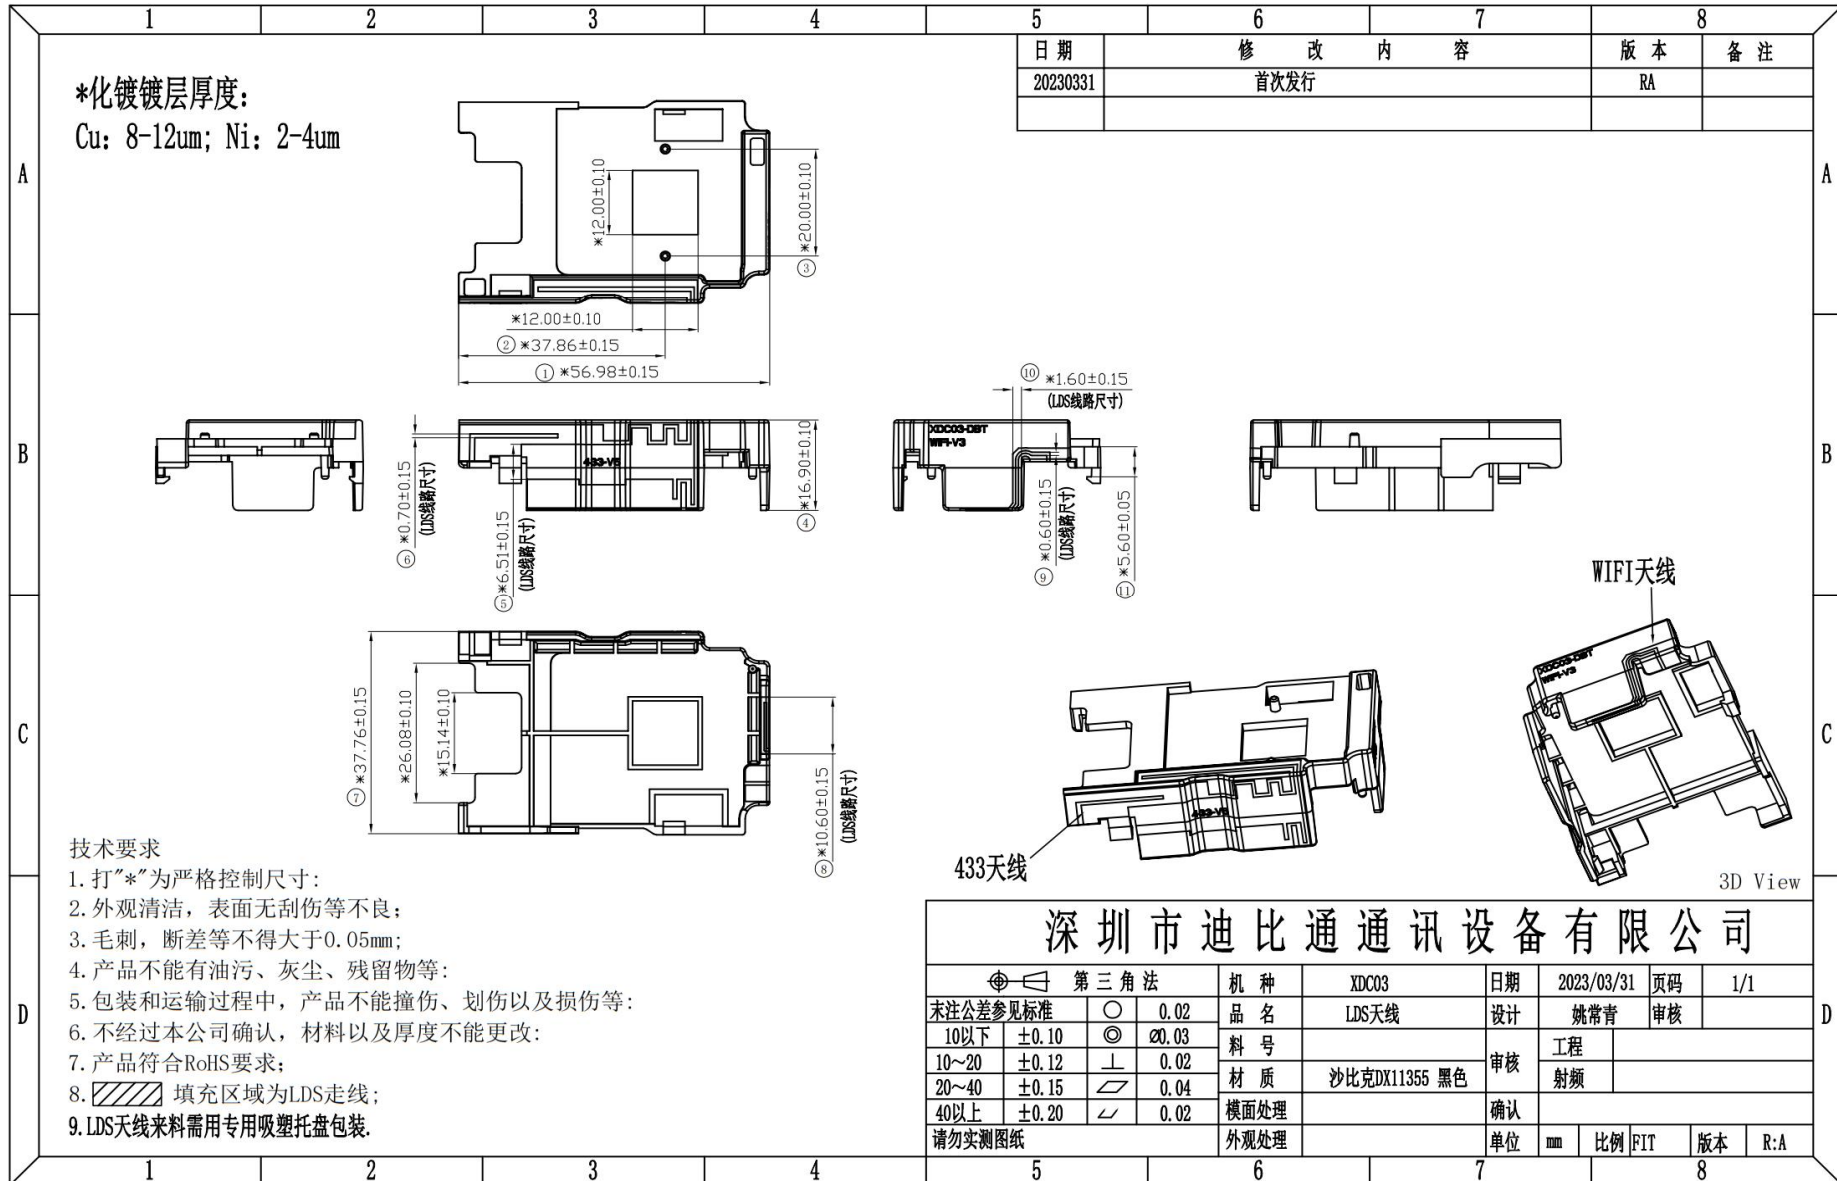 1 2 3 4 5 6 7 8
日期 修改内容 版本 备注
20230331 首次发行 RA
*化镀镀层厚度:
Cu: 8-12um; Ni: 2-4um
A A
*12.00±0.10
*20.00±0.10
③
*12.00±0.10
② *37.86±0.15
① *56.98±0.15
B B
⑥ *0.70±0.15
(LDS线路尺寸)
433-V5
⑤ *6.51±0.15
(LDS线路尺寸)
④ *16.90±0.10
⑩ *1.60±0.15
(LDS线路尺寸)
XDC03-DBT
WIFI-V3
⑨ *0.60±0.15
(LDS线路尺寸)
⑪ *5.60±0.05
WIFI天线
XDC03-DBT
WIFI-V3
C C
⑦ *37.76±0.15
*26.08±0.10
*15.14±0.10
⑧ *10.60±0.15
(LDS线路尺寸)
433-V5
433天线
3D View
技术要求
1.打"*"为严格控制尺寸:
2.外观清洁，表面无刮伤等不良;
3.毛刺，断差等不得大于0.05mm;
4.产品不能有油污、灰尘、残留物等:
5.包装和运输过程中，产品不能撞伤、划伤以及损伤等:
6.不经过本公司确认，材料以及厚度不能更改:
7.产品符合RoHS要求;
8. 填充区域为LDS走线;
9.LDS天线来料需用专用吸塑托盘包装.
D D
深圳市迪比通通讯设备有限公司
第三角法 机种 XDC03 日期 2023/03/31 页码 1/1
未注公差参见标准 ○ 0.02 品名 LDS天线 设计 姚常青 审核
10以下 ±0.10 ◎ Ø0.03 料号 审核 工程
10~20 ±0.12 ⊥ 0.02
20~40 ±0.15 ▱ 0.04 材质 沙比克DX11355 黑色 射频
40以上 ±0.20 0.02 模面处理 确认
请勿实测图纸 外观处理 单位 mm 比例 FIT 版本 R:A
1 2 3 4 5 6 7 8